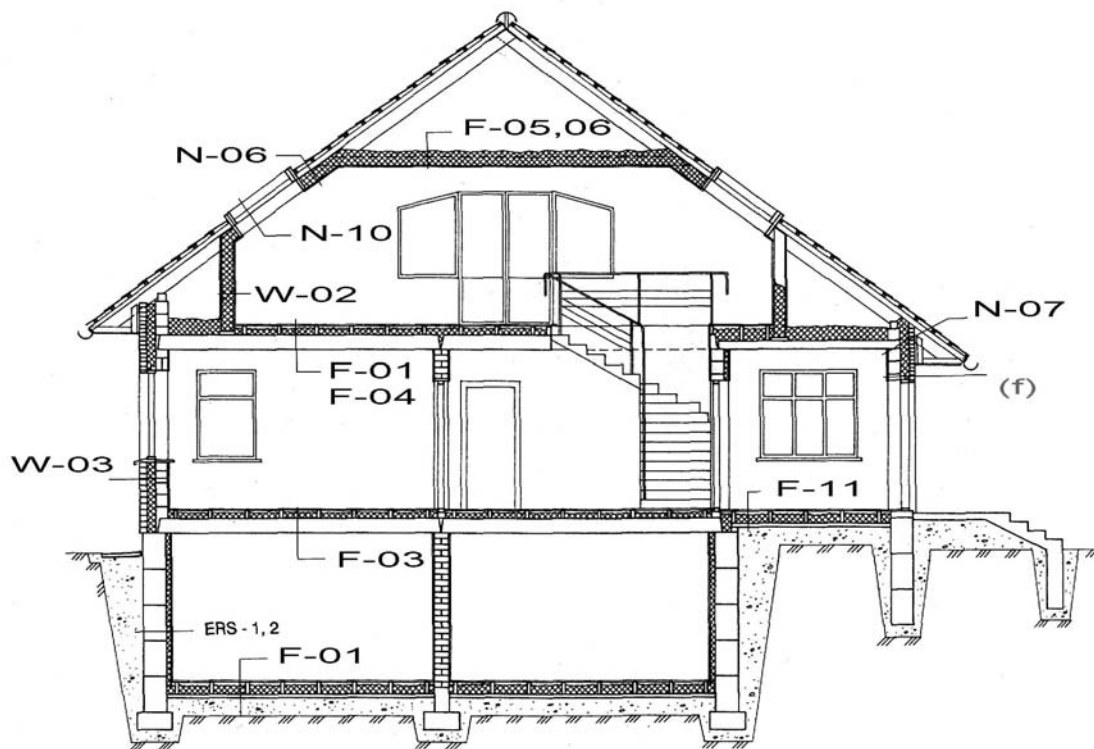 F-05,06
N-06
N-10
W-02
N-07
F-01
F-04
(f)
W-03
F-11
F-03
ERS - 1, 2
F-01